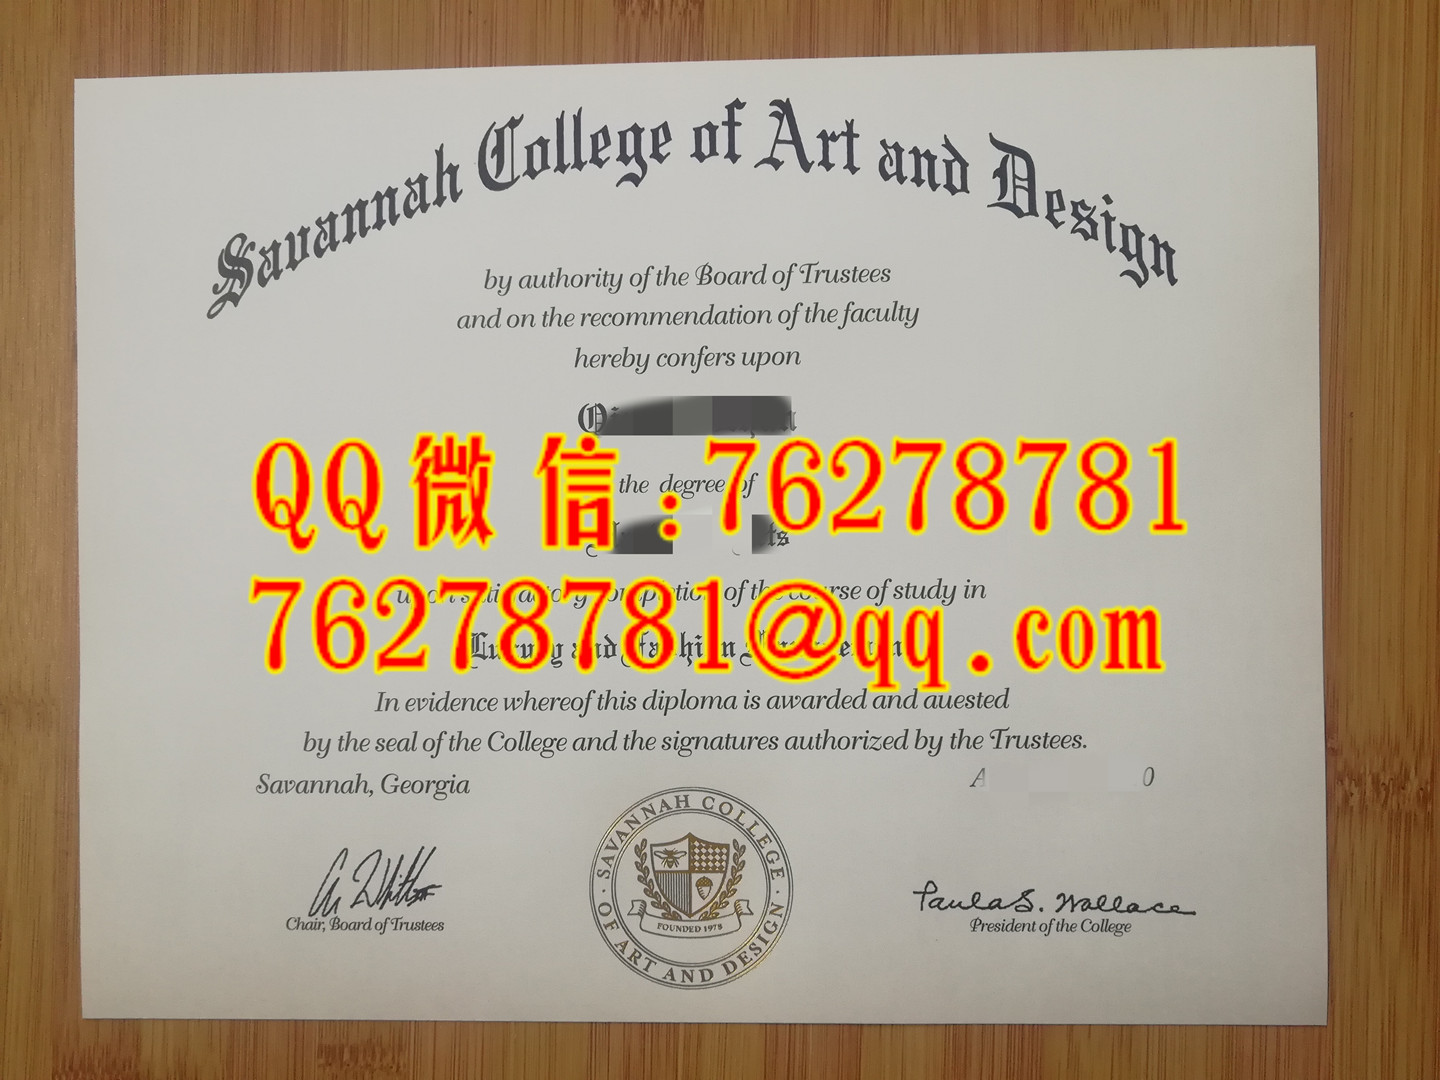 Savannah College of Art and Design
by authority of the Board of Trustees
and on the recommendation of the faculty
hereby confers upon
QQ微信:76278781
the degree of
76278781@qq.com
of the course of study in
and
In evidence whereof this diploma is awarded and attested
by the seal of the College and the signatures authorized by the Trustees.
Savannah, Georgia
SAVANNAH COLLEGE OF ART AND DESIGN
FOUNDED 1978
Chair, Board of Trustees
Paula S. Wallace
President of the College